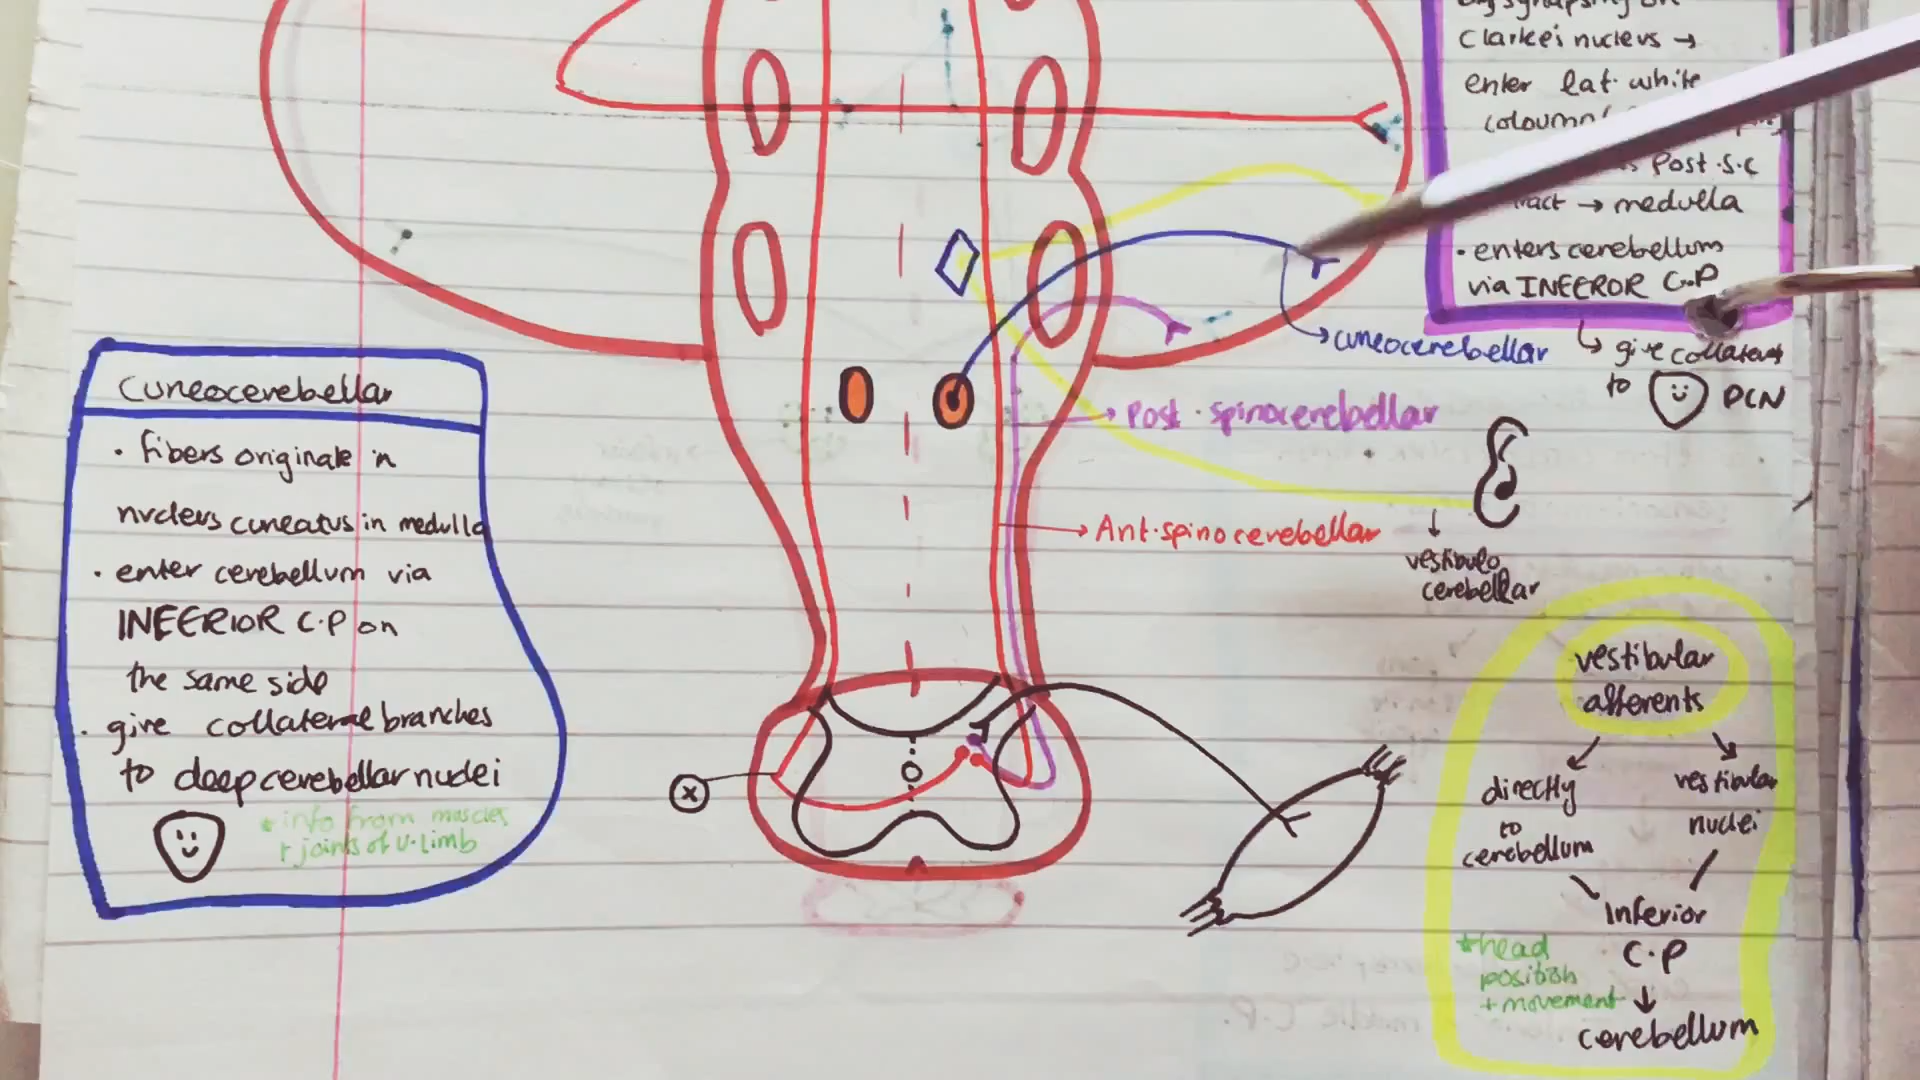 Clarke's nucleus →
enter lat. white
Post.s.c
→ medulla
• enters cerebellum
via INFEROR C.P
→ give collateral
to DCN
cuneocerebellar
• fibers originate in
nucleus cuneatus in medulla
• enter cerebellum via
INFERIOR C.P on
the same side
• give collateral branches
to deep cerebellar nuclei
* info from muscles
+ joints of U.limb
→ cuneocerebellar
→ Post. spinocerebellar
→ Ant.spinocerebellar
vestibulo
cerebellar
x
vestibular
afferents
directly
to
cerebellum
vestibular
nuclei
Inferior
C.P
cerebellum
* head
position
+ movement